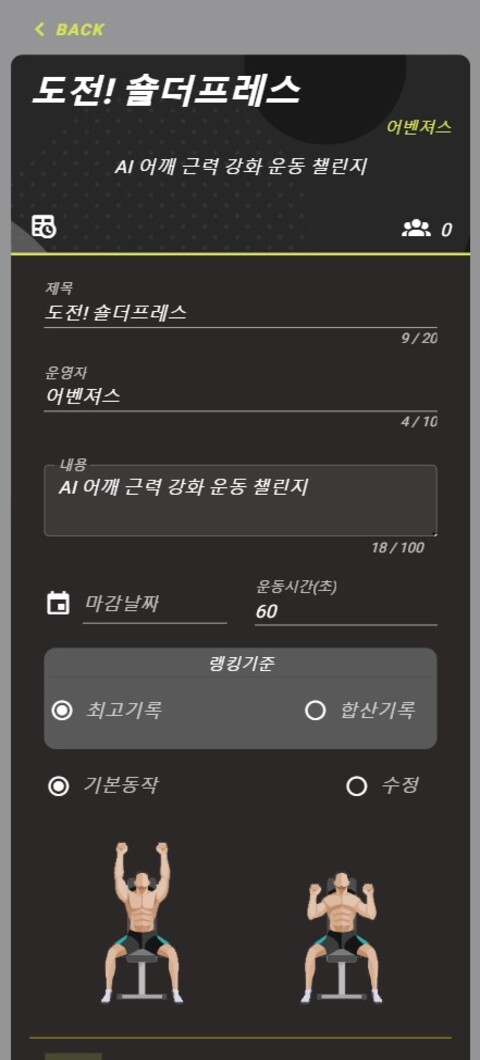 BACK
도전! 숄더프레스
어벤져스
AI 어깨 근력 강화 운동 챌린지
0
제목
도전! 숄더프레스
9 / 20
운영자
어벤져스
4 / 10
내용
AI 어깨 근력 강화 운동 챌린지
18 / 100
마감날짜
운동시간(초)
60
랭킹기준
최고기록
합산기록
기본동작
수정